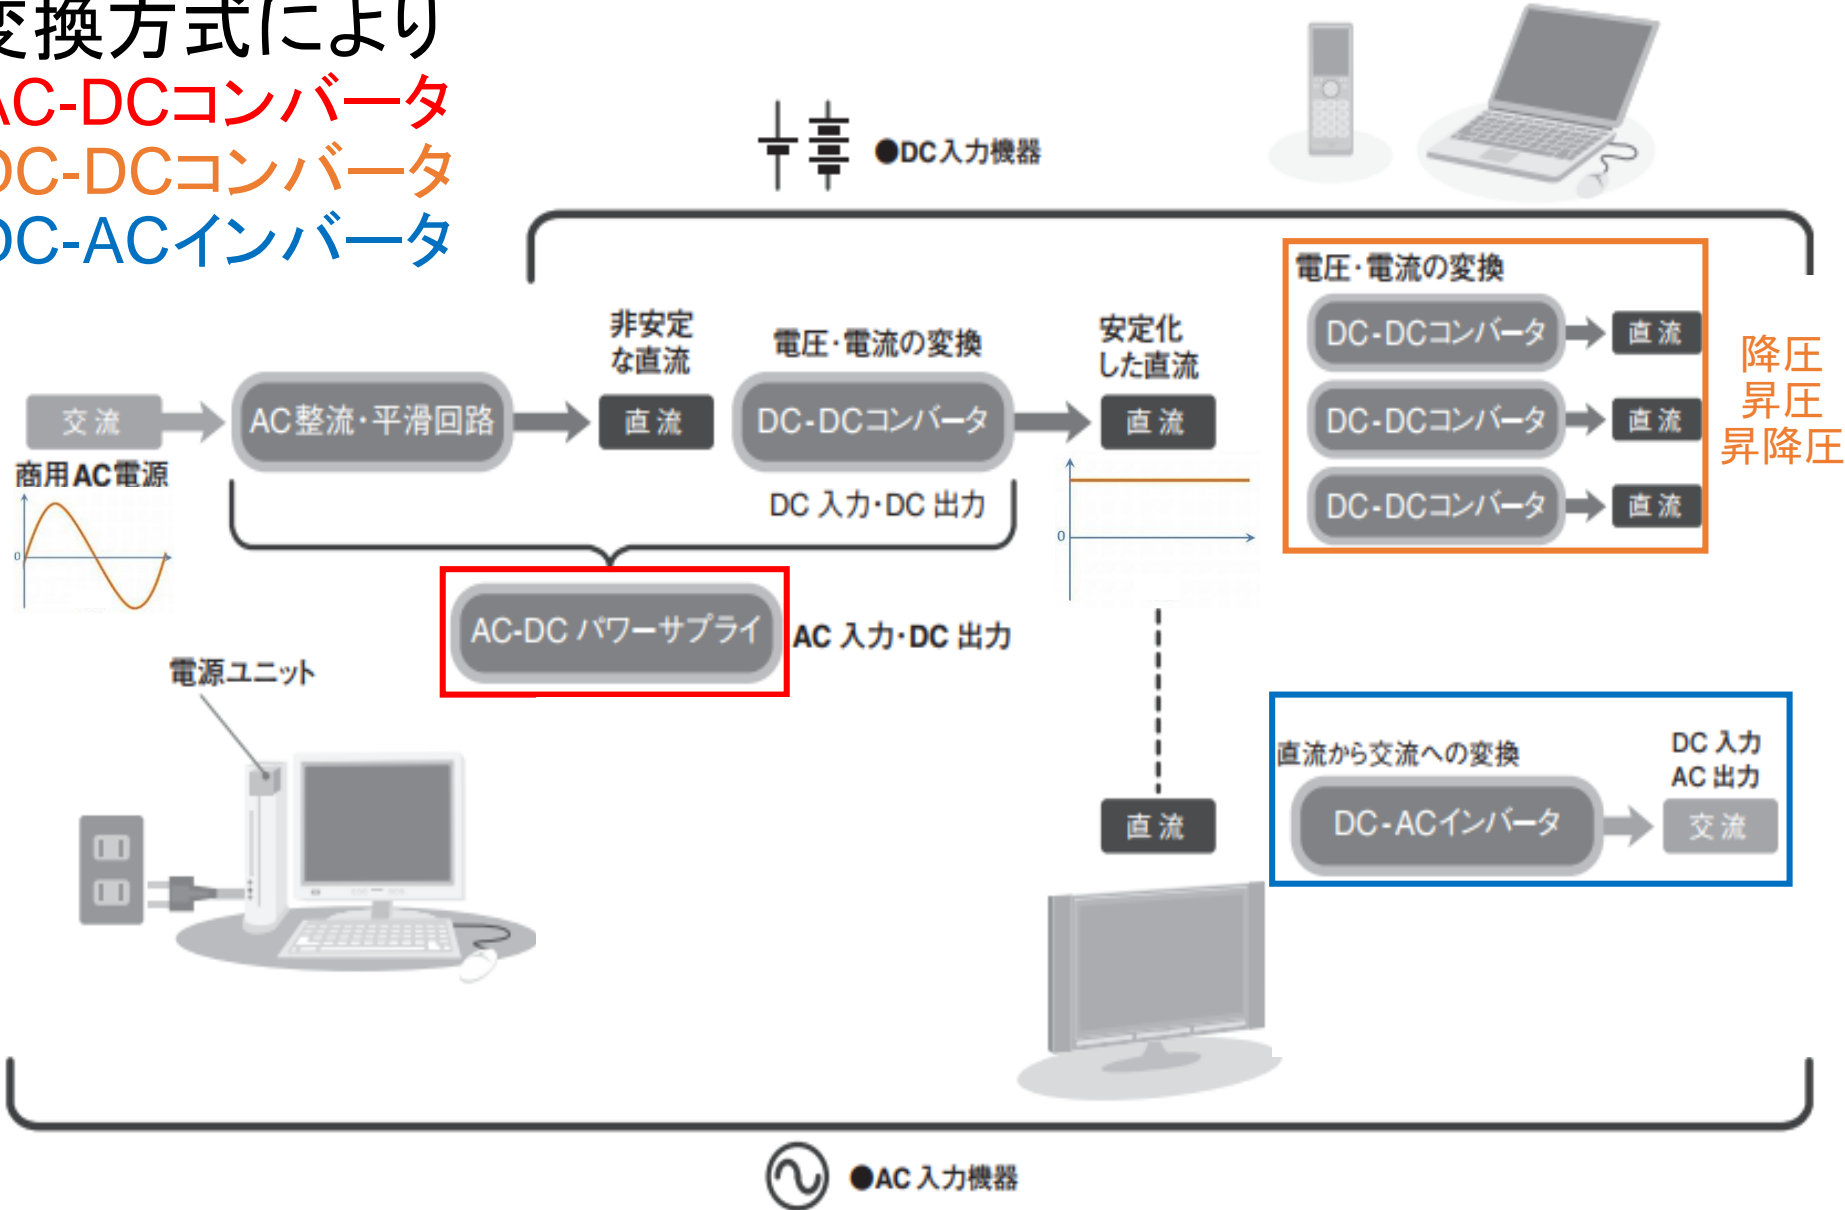 変換方式により
AC-DCコンバータ
DC-DCコンバータ
DC-ACインバータ
●DC入力機器
電圧・電流の変換
DC-DCコンバータ
直流
DC-DCコンバータ
直流
DC-DCコンバータ
直流
降圧
昇圧
昇降圧
非安定
な直流
電圧・電流の変換
安定化
した直流
交流
AC整流・平滑回路
直流
DC-DCコンバータ
直流
商用AC電源
0
DC 入力・DC 出力
0
AC-DC パワーサプライ
AC 入力・DC 出力
電源ユニット
直流から交流への変換
DC 入力
AC 出力
直流
DC-ACインバータ
交流
●AC入力機器